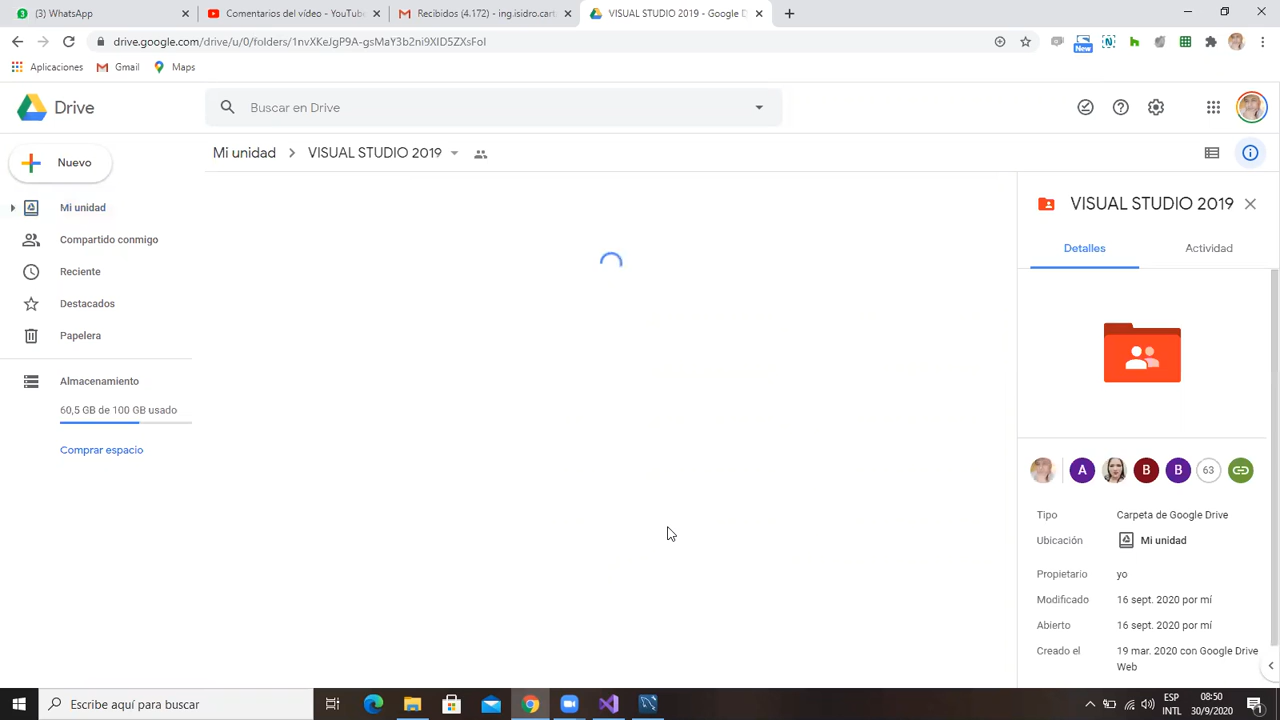 (3) WhatsApp
Comentarios del vídeo - YouTube
Recibidos (4.172) - ing.isidro.cart
VISUAL STUDIO 2019 - Google D
drive.google.com/drive/u/0/folders/1nvXKeJgP9A-gsMaY3b2ni9XID5ZXsFoI
New
Aplicaciones
Gmail
Maps
Drive
Buscar en Drive
Nuevo
Mi unidad
VISUAL STUDIO 2019
Mi unidad
Compartido conmigo
Reciente
Destacados
Papelera
Almacenamiento
60,5 GB de 100 GB usado
Comprar espacio
VISUAL STUDIO 2019
Detalles
Actividad
A
B
B
63
Tipo
Carpeta de Google Drive
Ubicación
Mi unidad
Propietario
yo
Modificado
16 sept. 2020 por mí
Abierto
16 sept. 2020 por mí
Creado el
19 mar. 2020 con Google Drive
Web
Escribe aquí para buscar
ESP
INTL
08:50
30/9/2020